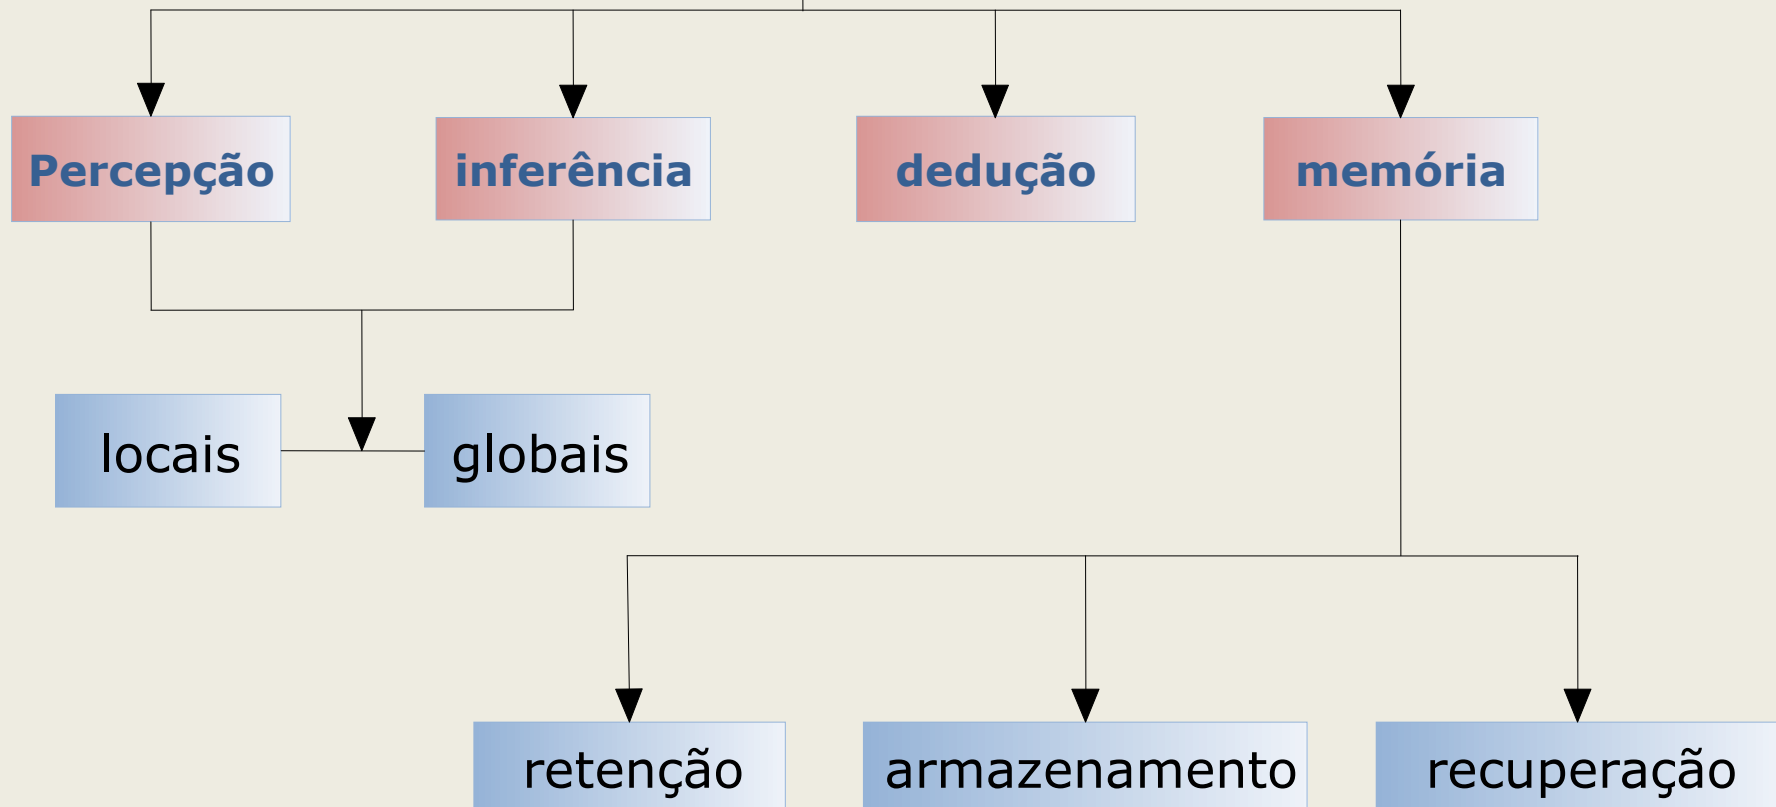 Percepção
inferência
dedução
memória
locais
globais
retenção
armazenamento
recuperação